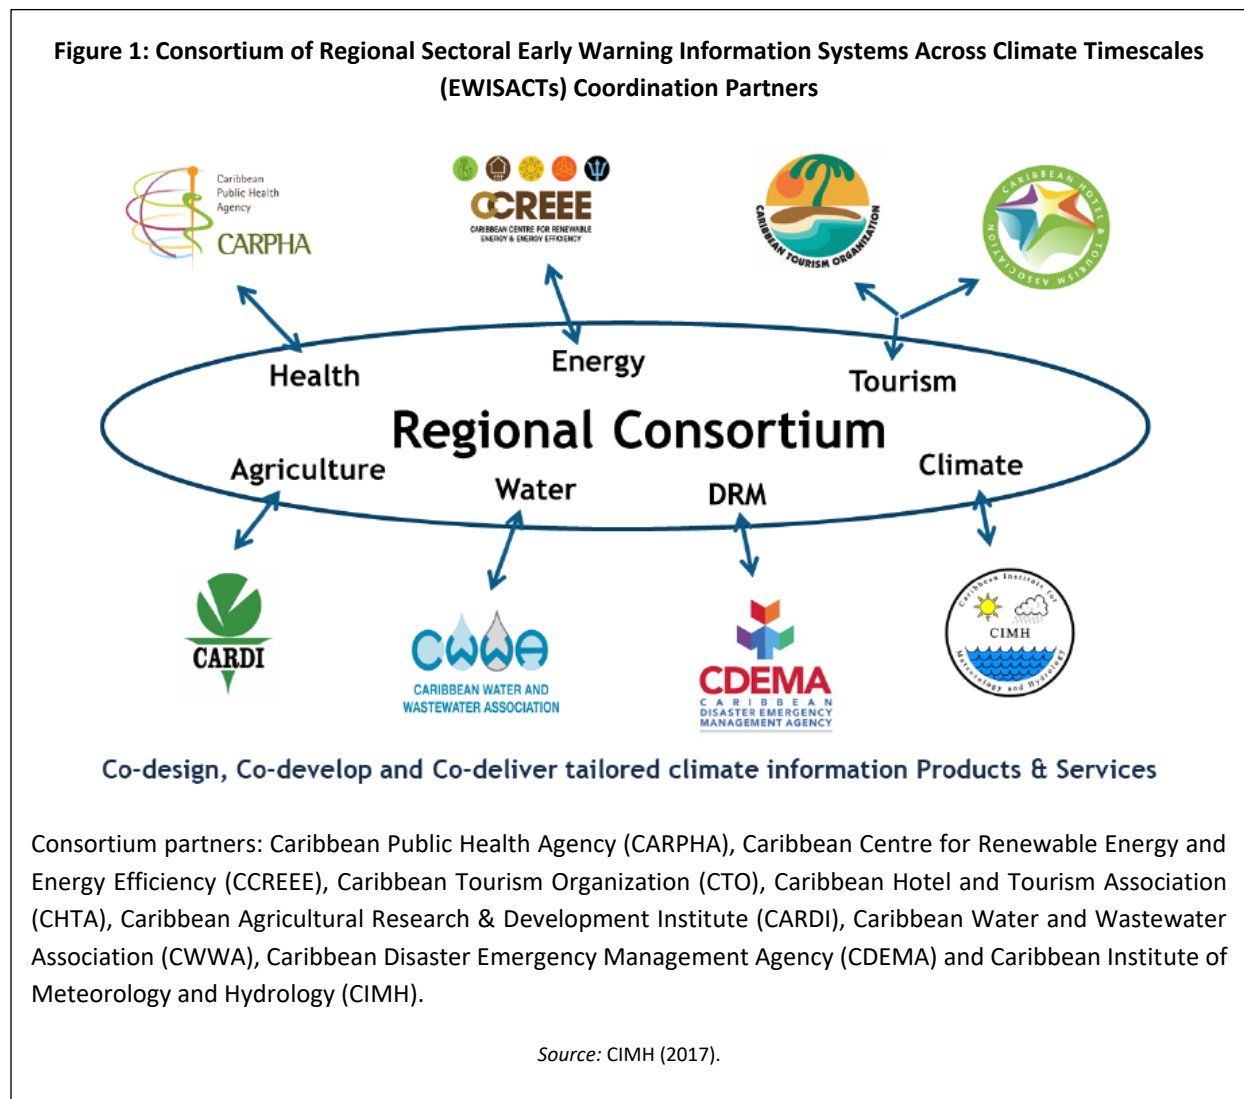 Figure 1: Consortium of Regional Sectoral Early Warning Information Systems Across Climate Timescales
(EWISACTs) Coordination Partners
Caribbean
Public Health
Agency
CARPHA
CCREEE
CARIBBEAN CENTRE FOR RENEWABLE
ENERGY & ENERGY EFFICIENCY
CARIBBEAN TOURISM ORGANIZATION
CARIBBEAN HOTEL & TOURISM ASSOCIATION
Health
Energy
Tourism
Regional Consortium
Agriculture
Water
DRM
Climate
CARDI
CWWA
CARIBBEAN WATER AND
WASTEWATER ASSOCIATION
CDEMA
CARIBBEAN
DISASTER EMERGENCY
MANAGEMENT AGENCY
Caribbean Institute for
CIMH
Meteorology and Hydrology
Co-design, Co-develop and Co-deliver tailored climate information Products & Services
Consortium partners: Caribbean Public Health Agency (CARPHA), Caribbean Centre for Renewable Energy and
Energy Efficiency (CCREEE), Caribbean Tourism Organization (CTO), Caribbean Hotel and Tourism Association
(CHTA), Caribbean Agricultural Research & Development Institute (CARDI), Caribbean Water and Wastewater
Association (CWWA), Caribbean Disaster Emergency Management Agency (CDEMA) and Caribbean Institute of
Meteorology and Hydrology (CIMH).
Source: CIMH (2017).